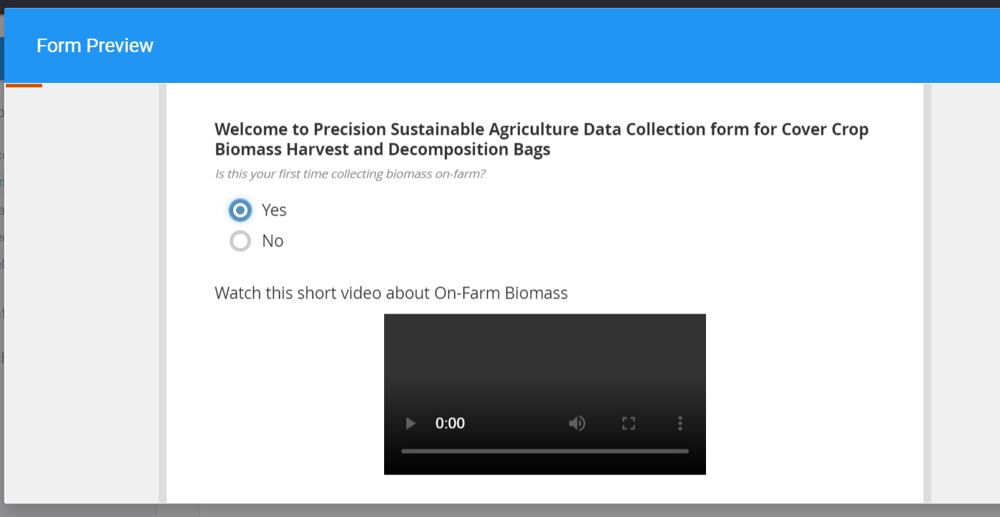 Form Preview
Welcome to Precision Sustainable Agriculture Data Collection form for Cover Crop
Biomass Harvest and Decomposition Bags
Is this your first time collecting biomass on-farm?
Yes
No
Watch this short video about On-Farm Biomass
0:00